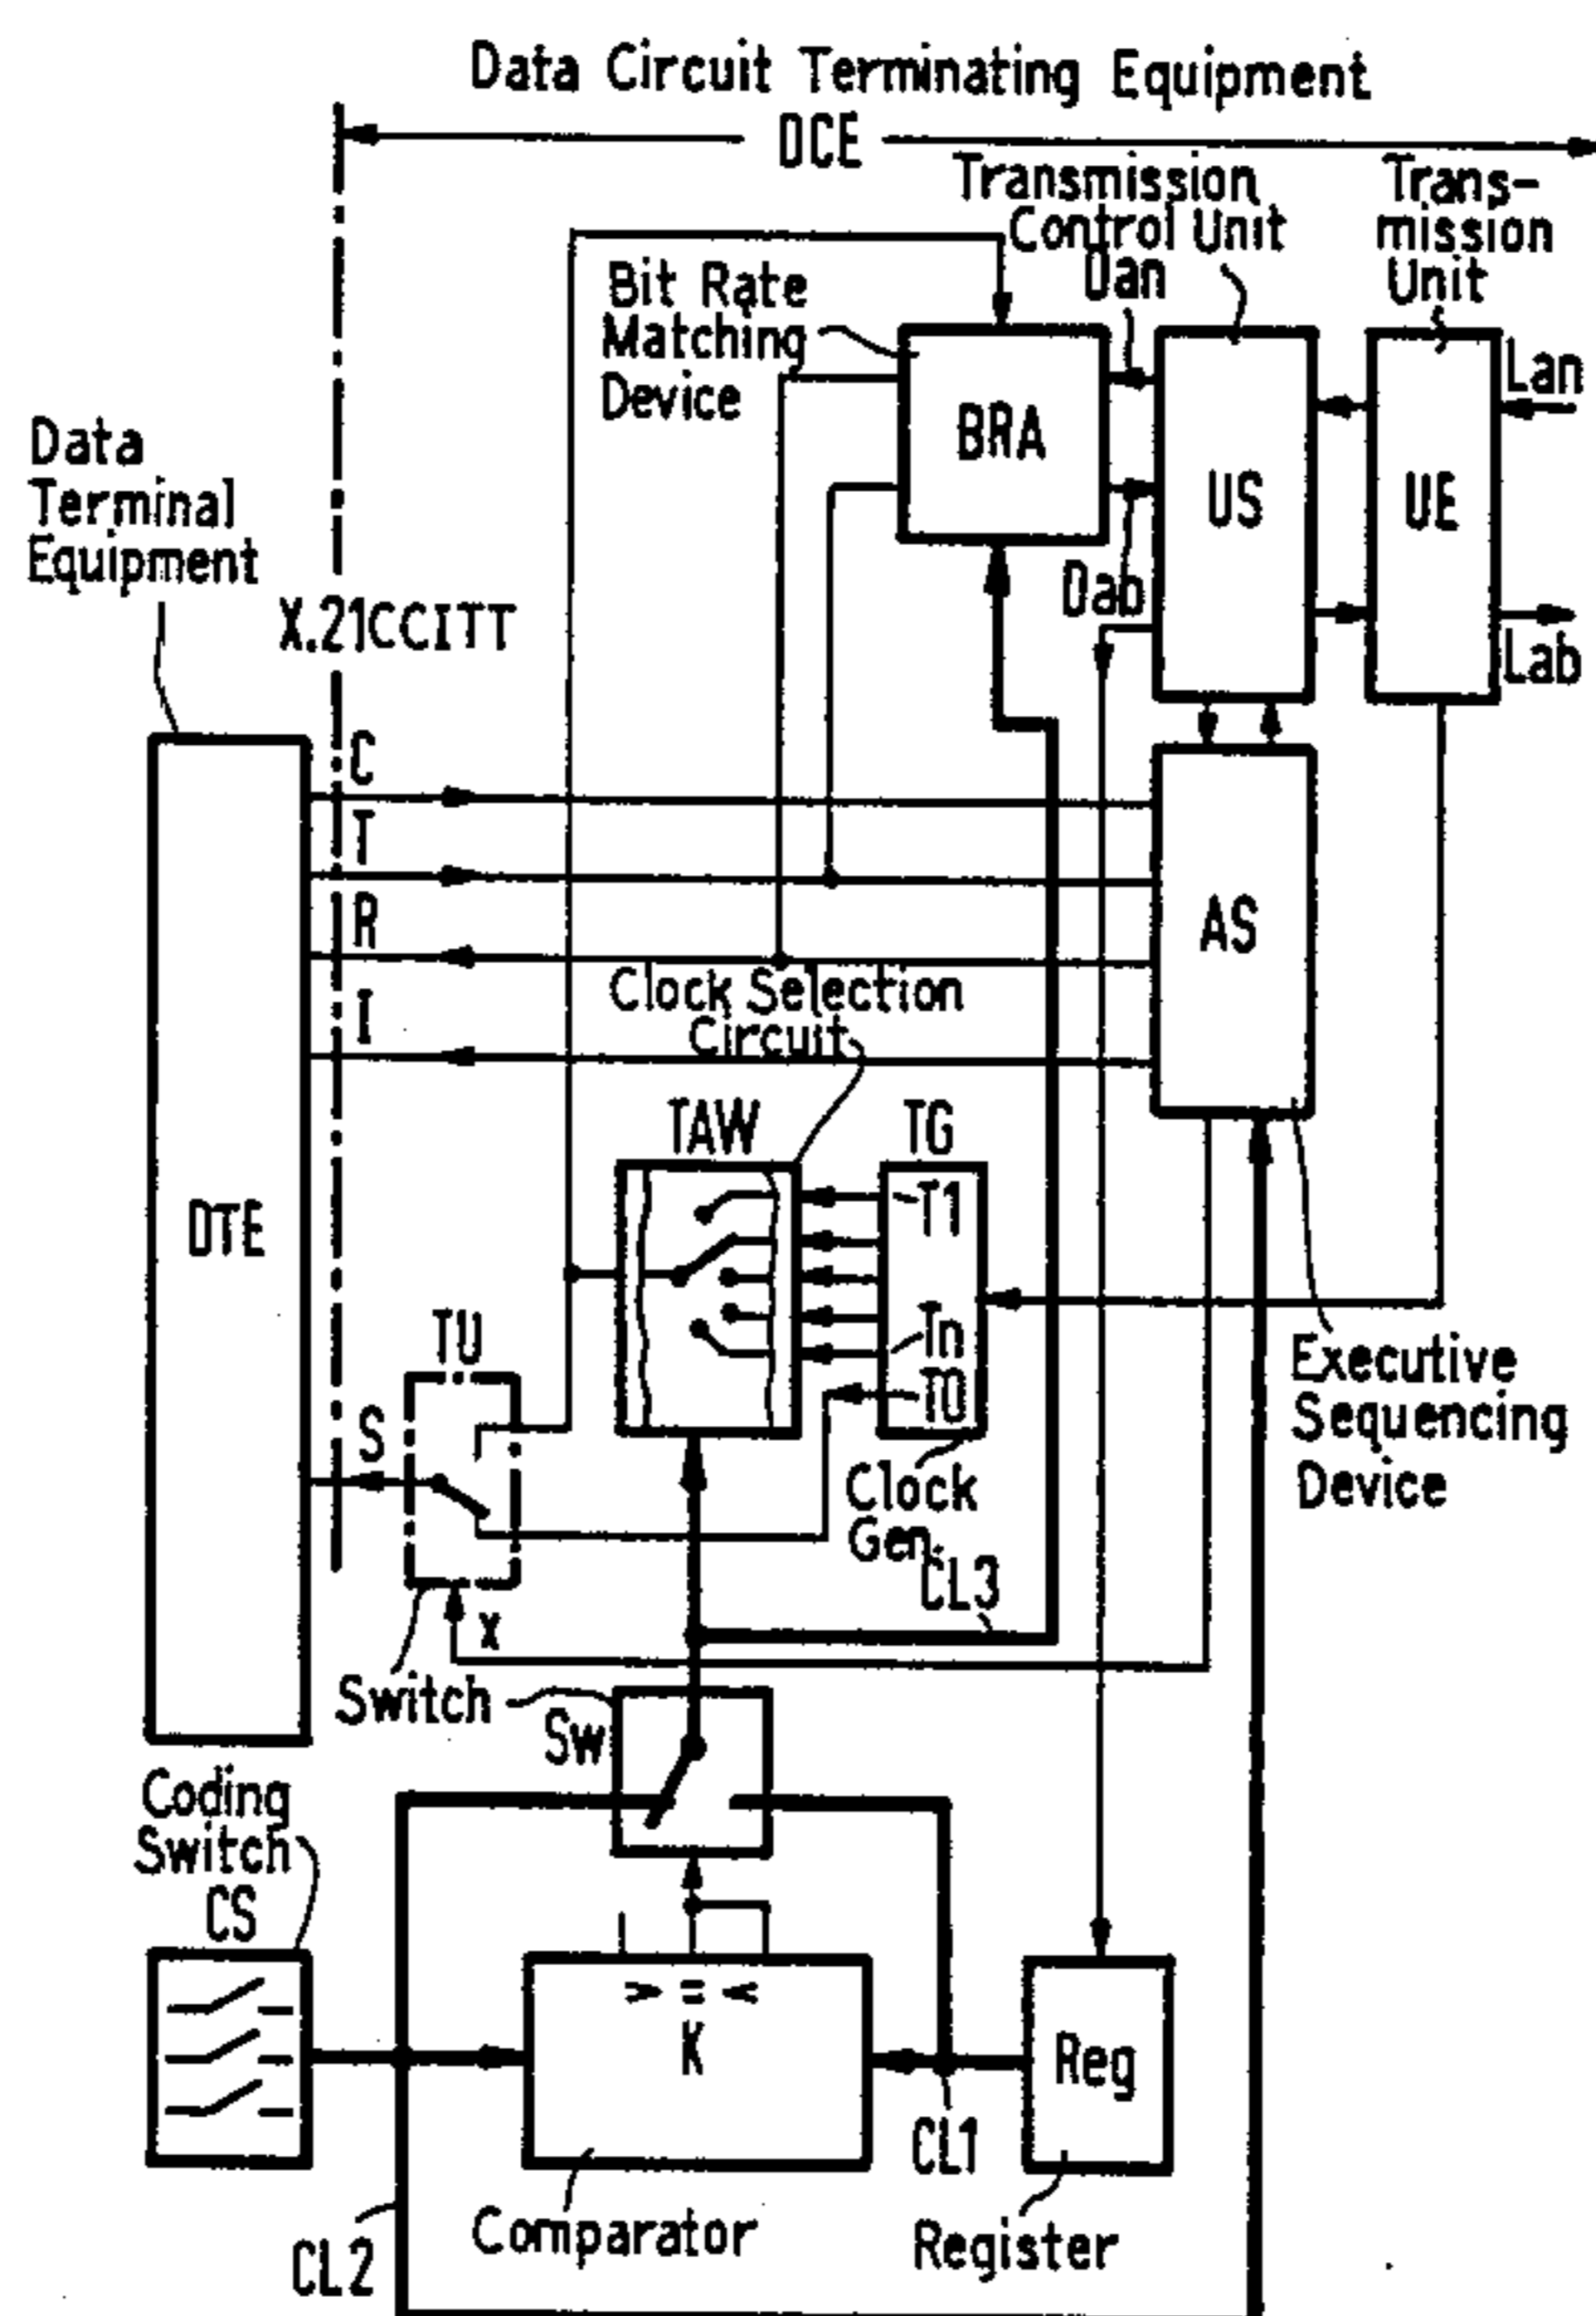 Data Circuit Terminating Equipment
DCE
Transmission
Control Unit
Dan
Trans-
mission
Unit
Bit Rate
Matching
Device
Lan
BRA
US
UE
Data
Terminal
Equipment
Dab
X.21CCITT
Lab
C
T
R
AS
I
Clock Selection
Circuit
TAW
TG
T1
DTE
TU
Tn
T0
Executive
Sequencing
Device
S
Clock
Gen.
CL3
x
Switch
Sw
Coding
Switch
CS
> = <
K
Reg
CL1
Comparator
Register
CL2